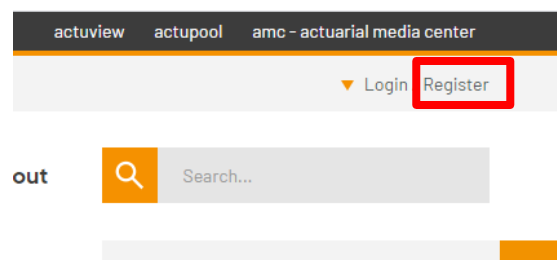 actuview actupool amc - actuarial media center
Login Register
out
Search...